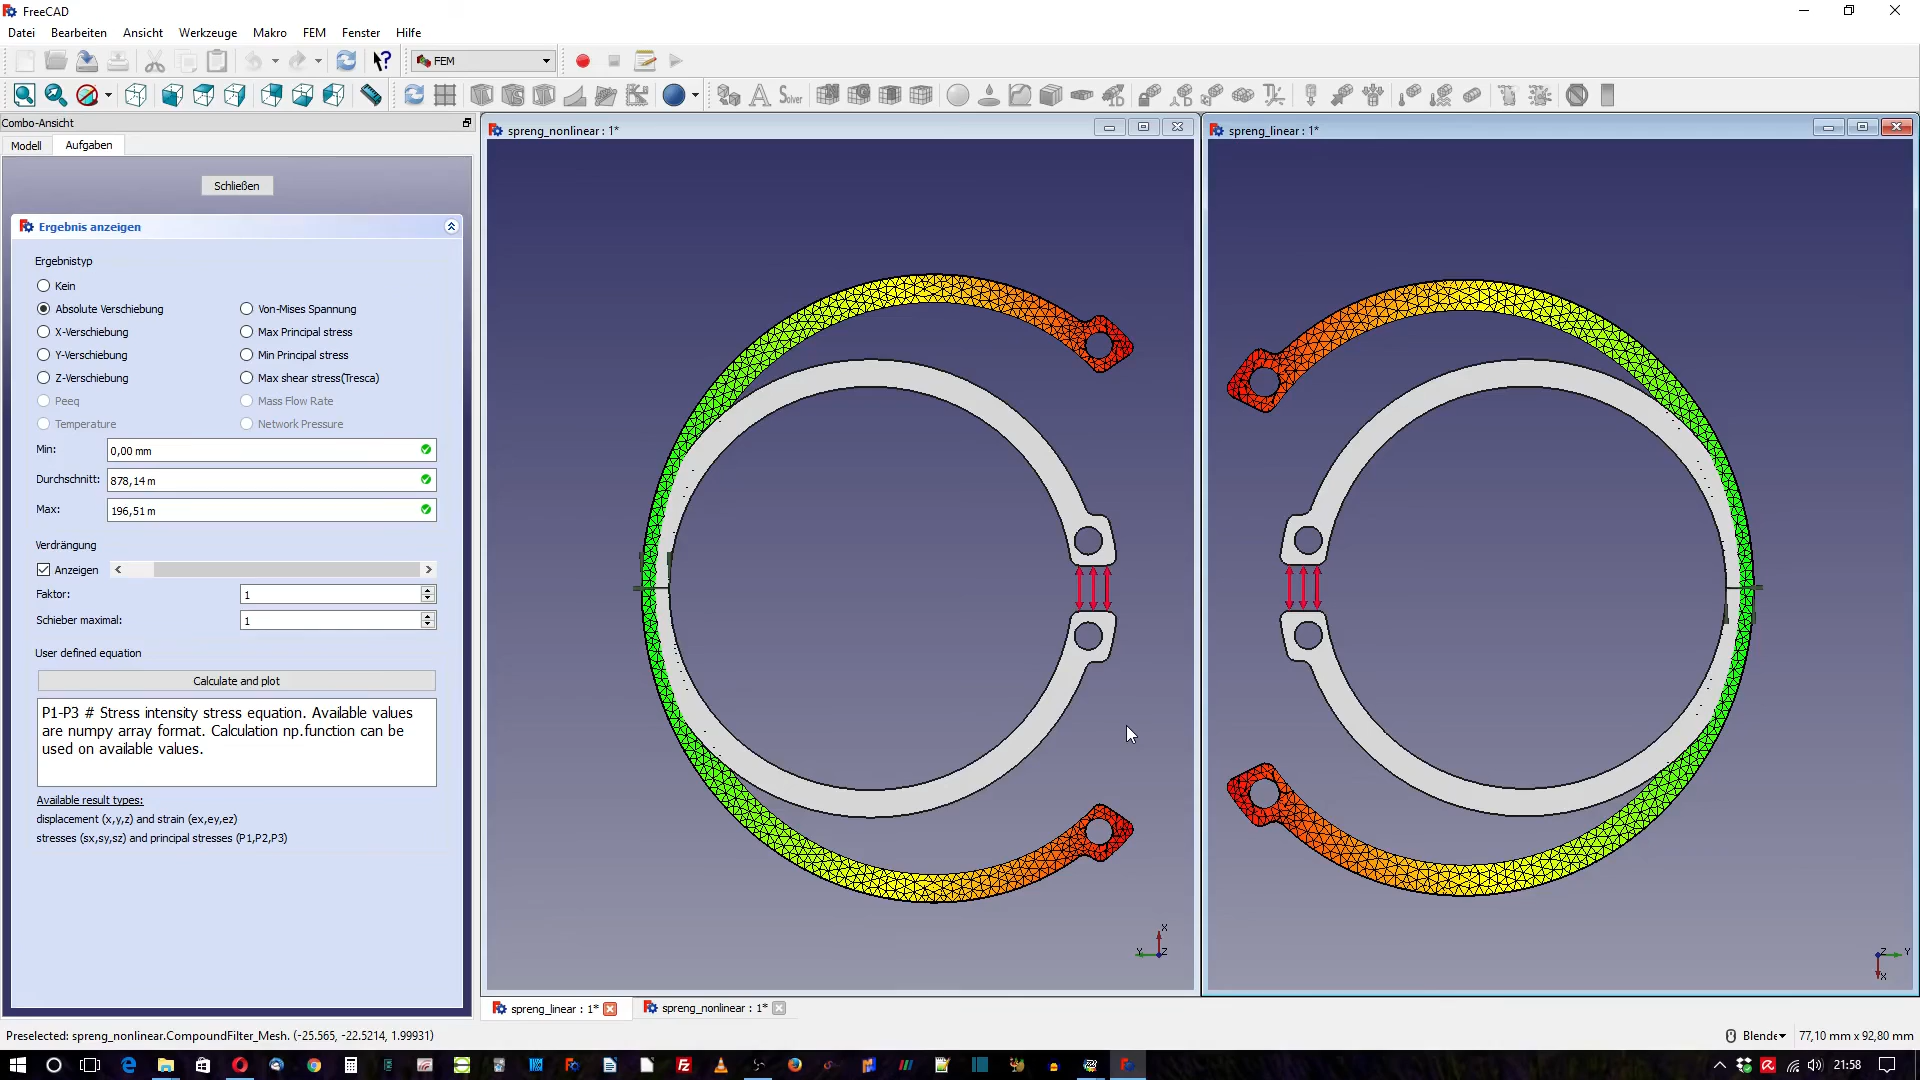 FreeCAD
Datei Bearbeiten Ansicht Werkzeuge Makro FEM Fenster Hilfe
FEM
Solver
Combo-Ansicht
Modell Aufgaben
Schließen
Ergebnis anzeigen
Ergebnistyp
Kein
Absolute Verschiebung Von-Mises Spannung
X-Verschiebung Max Principal stress
Y-Verschiebung Min Principal stress
Z-Verschiebung Max shear stress(Tresca)
Peeq Mass Flow Rate
Temperature Network Pressure
Min: 0,00 mm
Durchschnitt: 878,14 m
Max: 196,51 m
Verdrängung
Anzeigen
Faktor: 1
Schieber maximal: 1
User defined equation
Calculate and plot
P1-P3 # Stress intensity stress equation. Available values
are numpy array format. Calculation np.function can be
used on available values.
Available result types:
displacement (x,y,z) and strain (ex,ey,ez)
stresses (sx,sy,sz) and principal stresses (P1,P2,P3)
spreng_nonlinear : 1*
X
Y Z
spreng_linear : 1*
Z Y
X
spreng_linear : 1* spreng_nonlinear : 1*
Preselected: spreng_nonlinear.CompoundFilter_Mesh. (-25.565, -22.5214, 1.99931)
Blende 77,10 mm x 92,80 mm
21:58